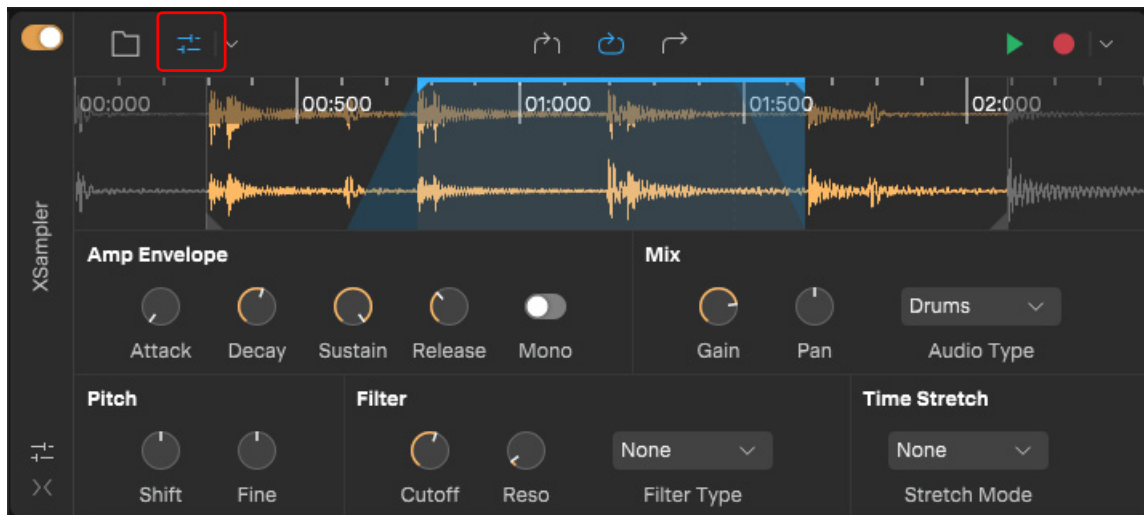 00:000 00:500 01:000 01:500 02:000
XSampler
Amp Envelope Mix
Drums
Attack Decay Sustain Release Mono Gain Pan Audio Type
Pitch Filter Time Stretch
None None
Shift Fine Cutoff Reso Filter Type Stretch Mode